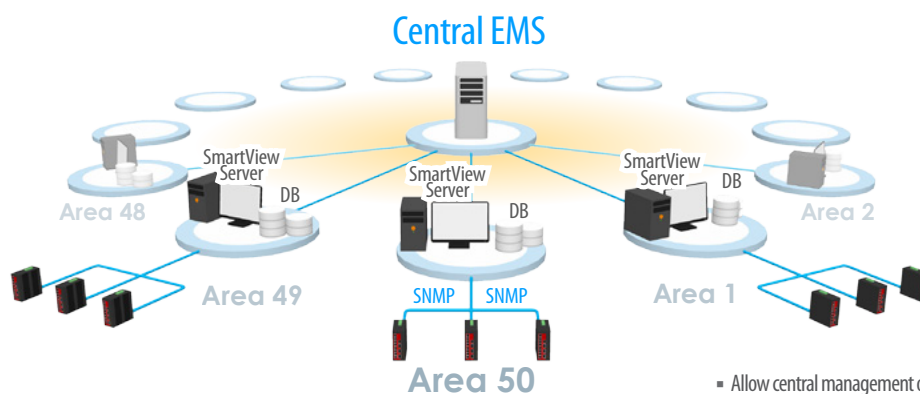 Central EMS
SmartView
Server
DB
Area 48
SmartView
Server
DB
Area 49
SmartView
Server
DB
Area 1
Area 2
SNMP
SNMP
Area 50
▪ Allow central management